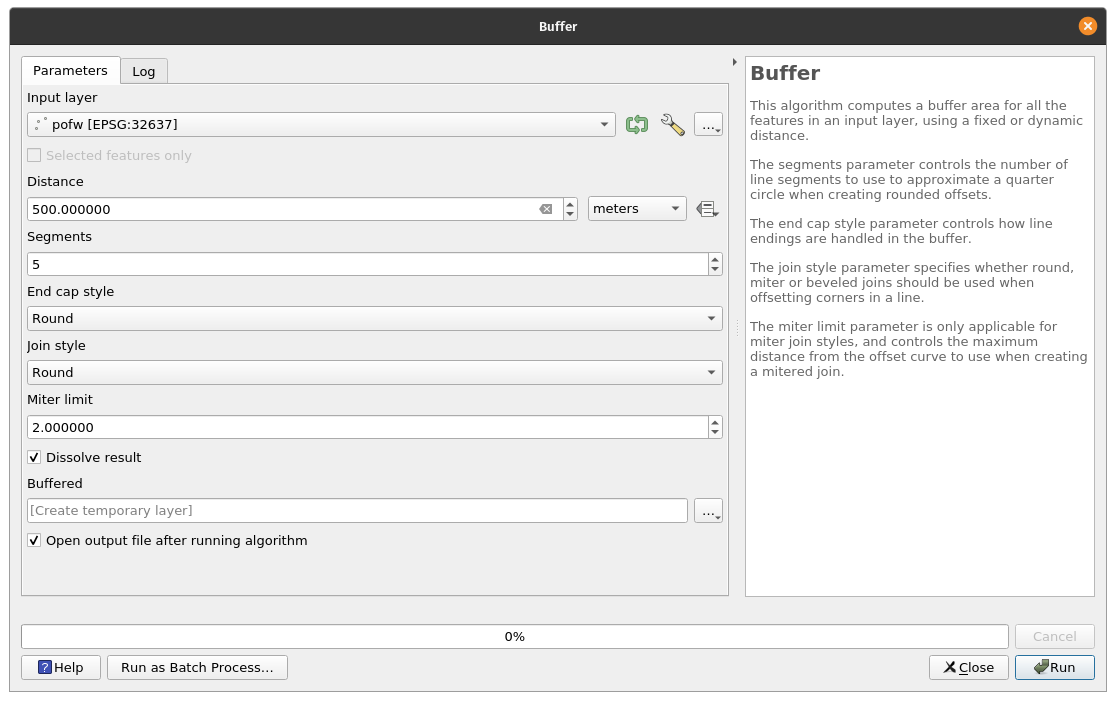 Buffer
Parameters
Log
Input layer
pofw [EPSG:32637]
...
Selected features only
Distance
500.000000
meters
Segments
5
End cap style
Round
Join style
Round
Miter limit
2.000000
Dissolve result
Buffered
[Create temporary layer]
...
Open output file after running algorithm
Buffer
This algorithm computes a buffer area for all the
features in an input layer, using a fixed or dynamic
distance.
The segments parameter controls the number of
line segments to use to approximate a quarter
circle when creating rounded offsets.
The end cap style parameter controls how line
endings are handled in the buffer.
The join style parameter specifies whether round,
miter or beveled joins should be used when
offsetting corners in a line.
The miter limit parameter is only applicable for
miter join styles, and controls the maximum
distance from the offset curve to use when creating
a mitered join.
0%
Cancel
? Help
Run as Batch Process...
Close
Run